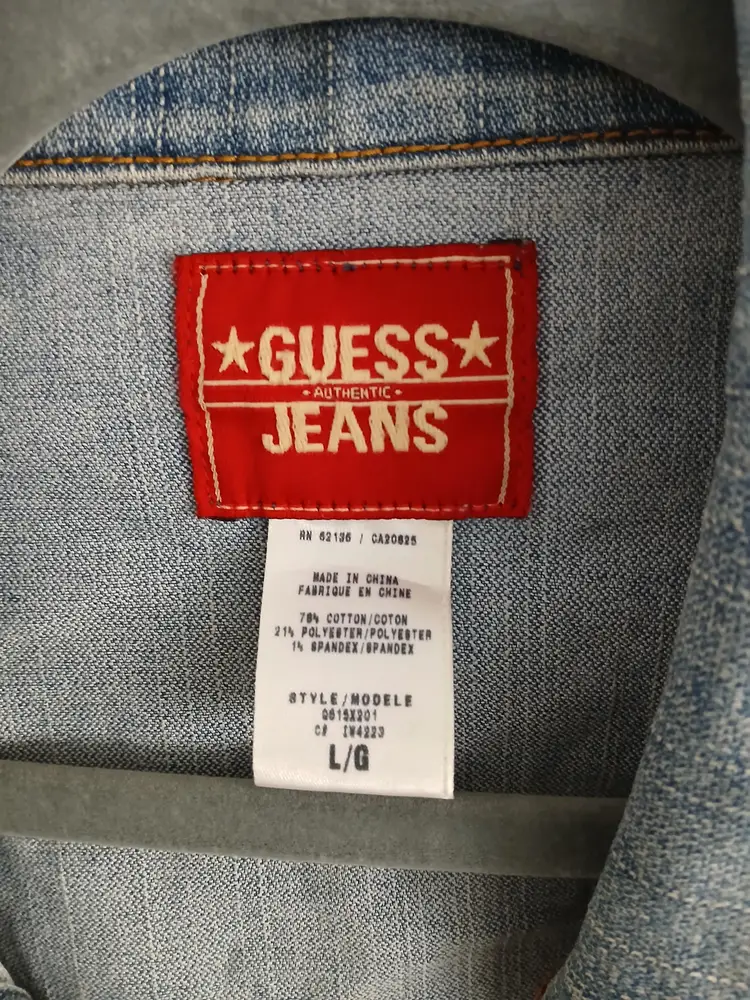 ★GUESS★
• AUTHENTIC •
JEANS
RN 62136 / CA20625
MADE IN CHINA
FABRIQUE EN CHINE
78% COTTON/COTON
21% POLYESTER/POLYESTER
1% SPANDEX/SPANDEX
STYLE/MODELE
Q615X201
C# IW4223
L/G